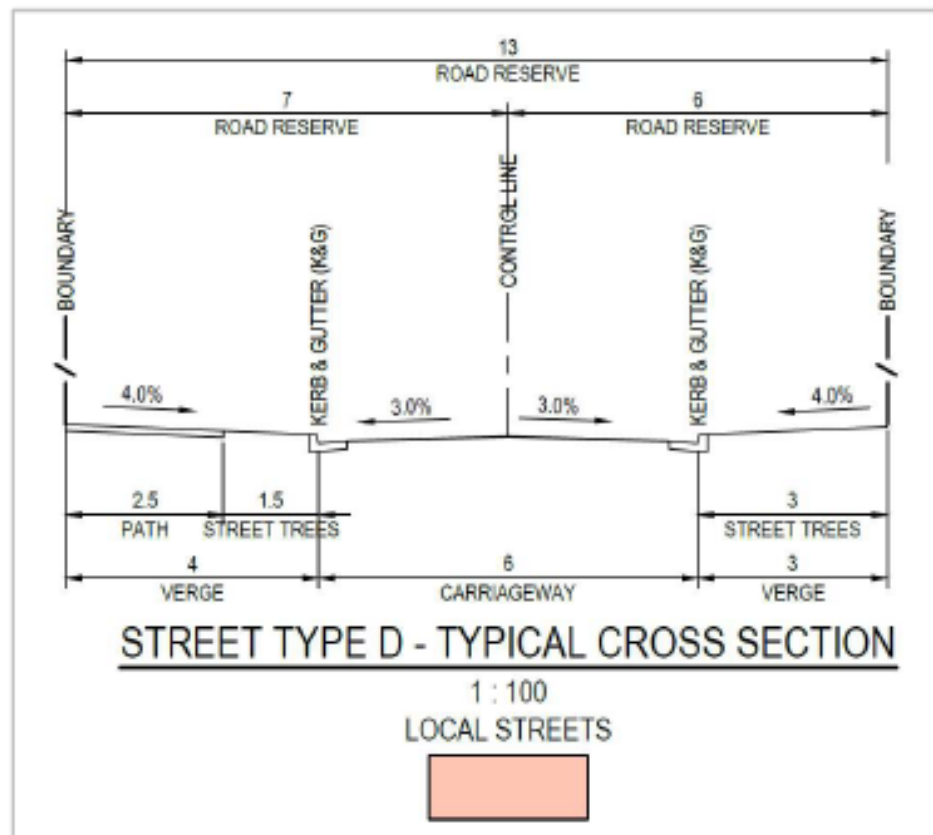 13
ROAD RESERVE
7
ROAD RESERVE
6
ROAD RESERVE
BOUNDARY
KERB & GUTTER (K&G)
CONTROL LINE
KERB & GUTTER (K&G)
BOUNDARY
4.0%
3.0%
3.0%
4.0%
2.5
PATH
1.5
STREET TREES
3
STREET TREES
4
VERGE
6
CARRIAGEWAY
3
VERGE
STREET TYPE D - TYPICAL CROSS SECTION
1 : 100
LOCAL STREETS